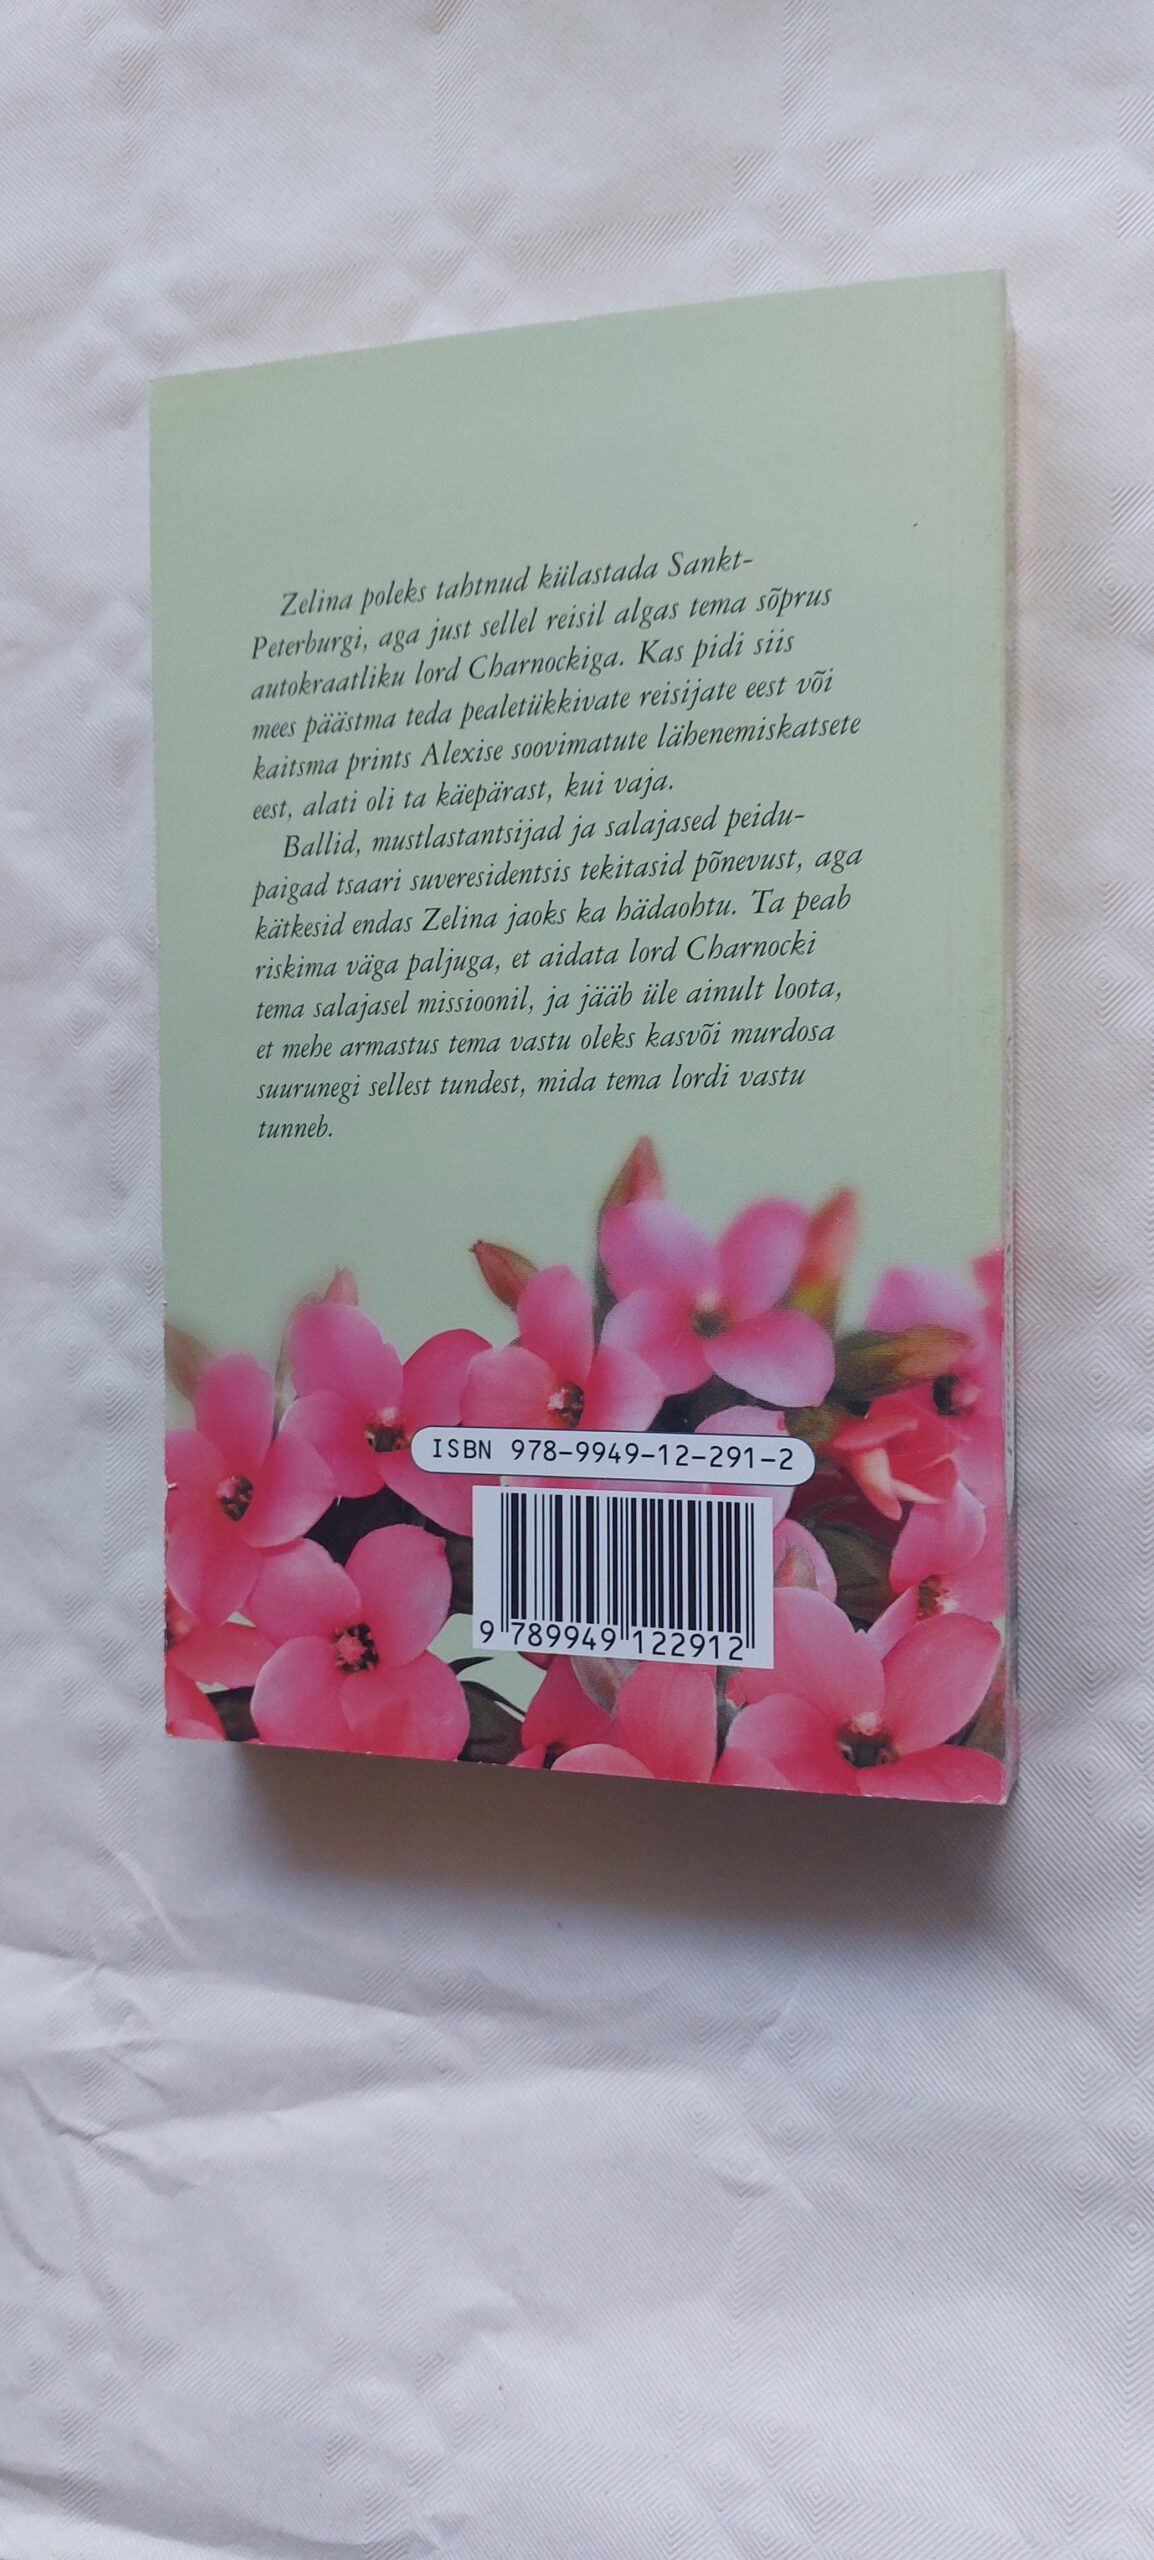 Zelina poleks tahtnud külastada Sankt-
Peterburgi, aga just sellel reisil algas tema sõprus
autokraatliku lord Charnockiga. Kas pidi siis
mees päästma teda pealetükkivate reisijate eest või
kaitsma prints Alexise soovimatute lähenemiskatsete
eest, alati oli ta käepärast, kui vaja.
Ballid, mustlastantsijad ja salajased peidu-
paigad tsaari suveresidentsis tekitasid põnevust, aga
kätkesid endas Zelina jaoks ka hädaohtu. Ta peab
riskima väga paljuga, et aidata lord Charnocki
tema salajasel missioonil, ja jääb üle ainult loota,
et mehe armastus tema vastu oleks kasvõi murdosa
suurunegi sellest tundest, mida tema lordi vastu
tunneb.
ISBN 978-9949-12-291-2
9 789949 122912